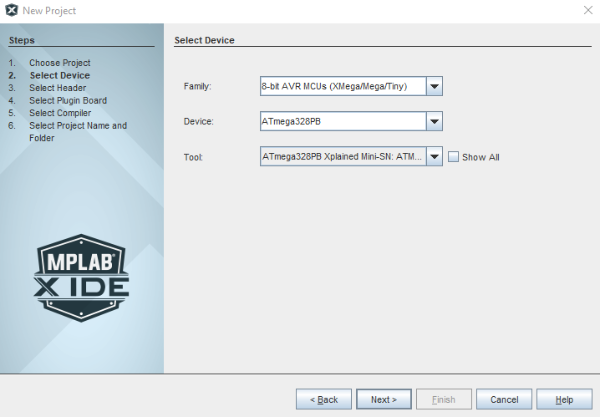 New Project
Steps
1. Choose Project
2. Select Device
3. Select Header
4. Select Plugin Board
5. Select Compiler
6. Select Project Name and
Folder
MPLAB®
X IDE
Select Device
Family: 8-bit AVR MCUs (XMega/Mega/Tiny)
Device: ATmega328PB
Tool: ATmega328PB Xplained Mini-SN: ATM... Show All
< Back Next > Finish Cancel Help